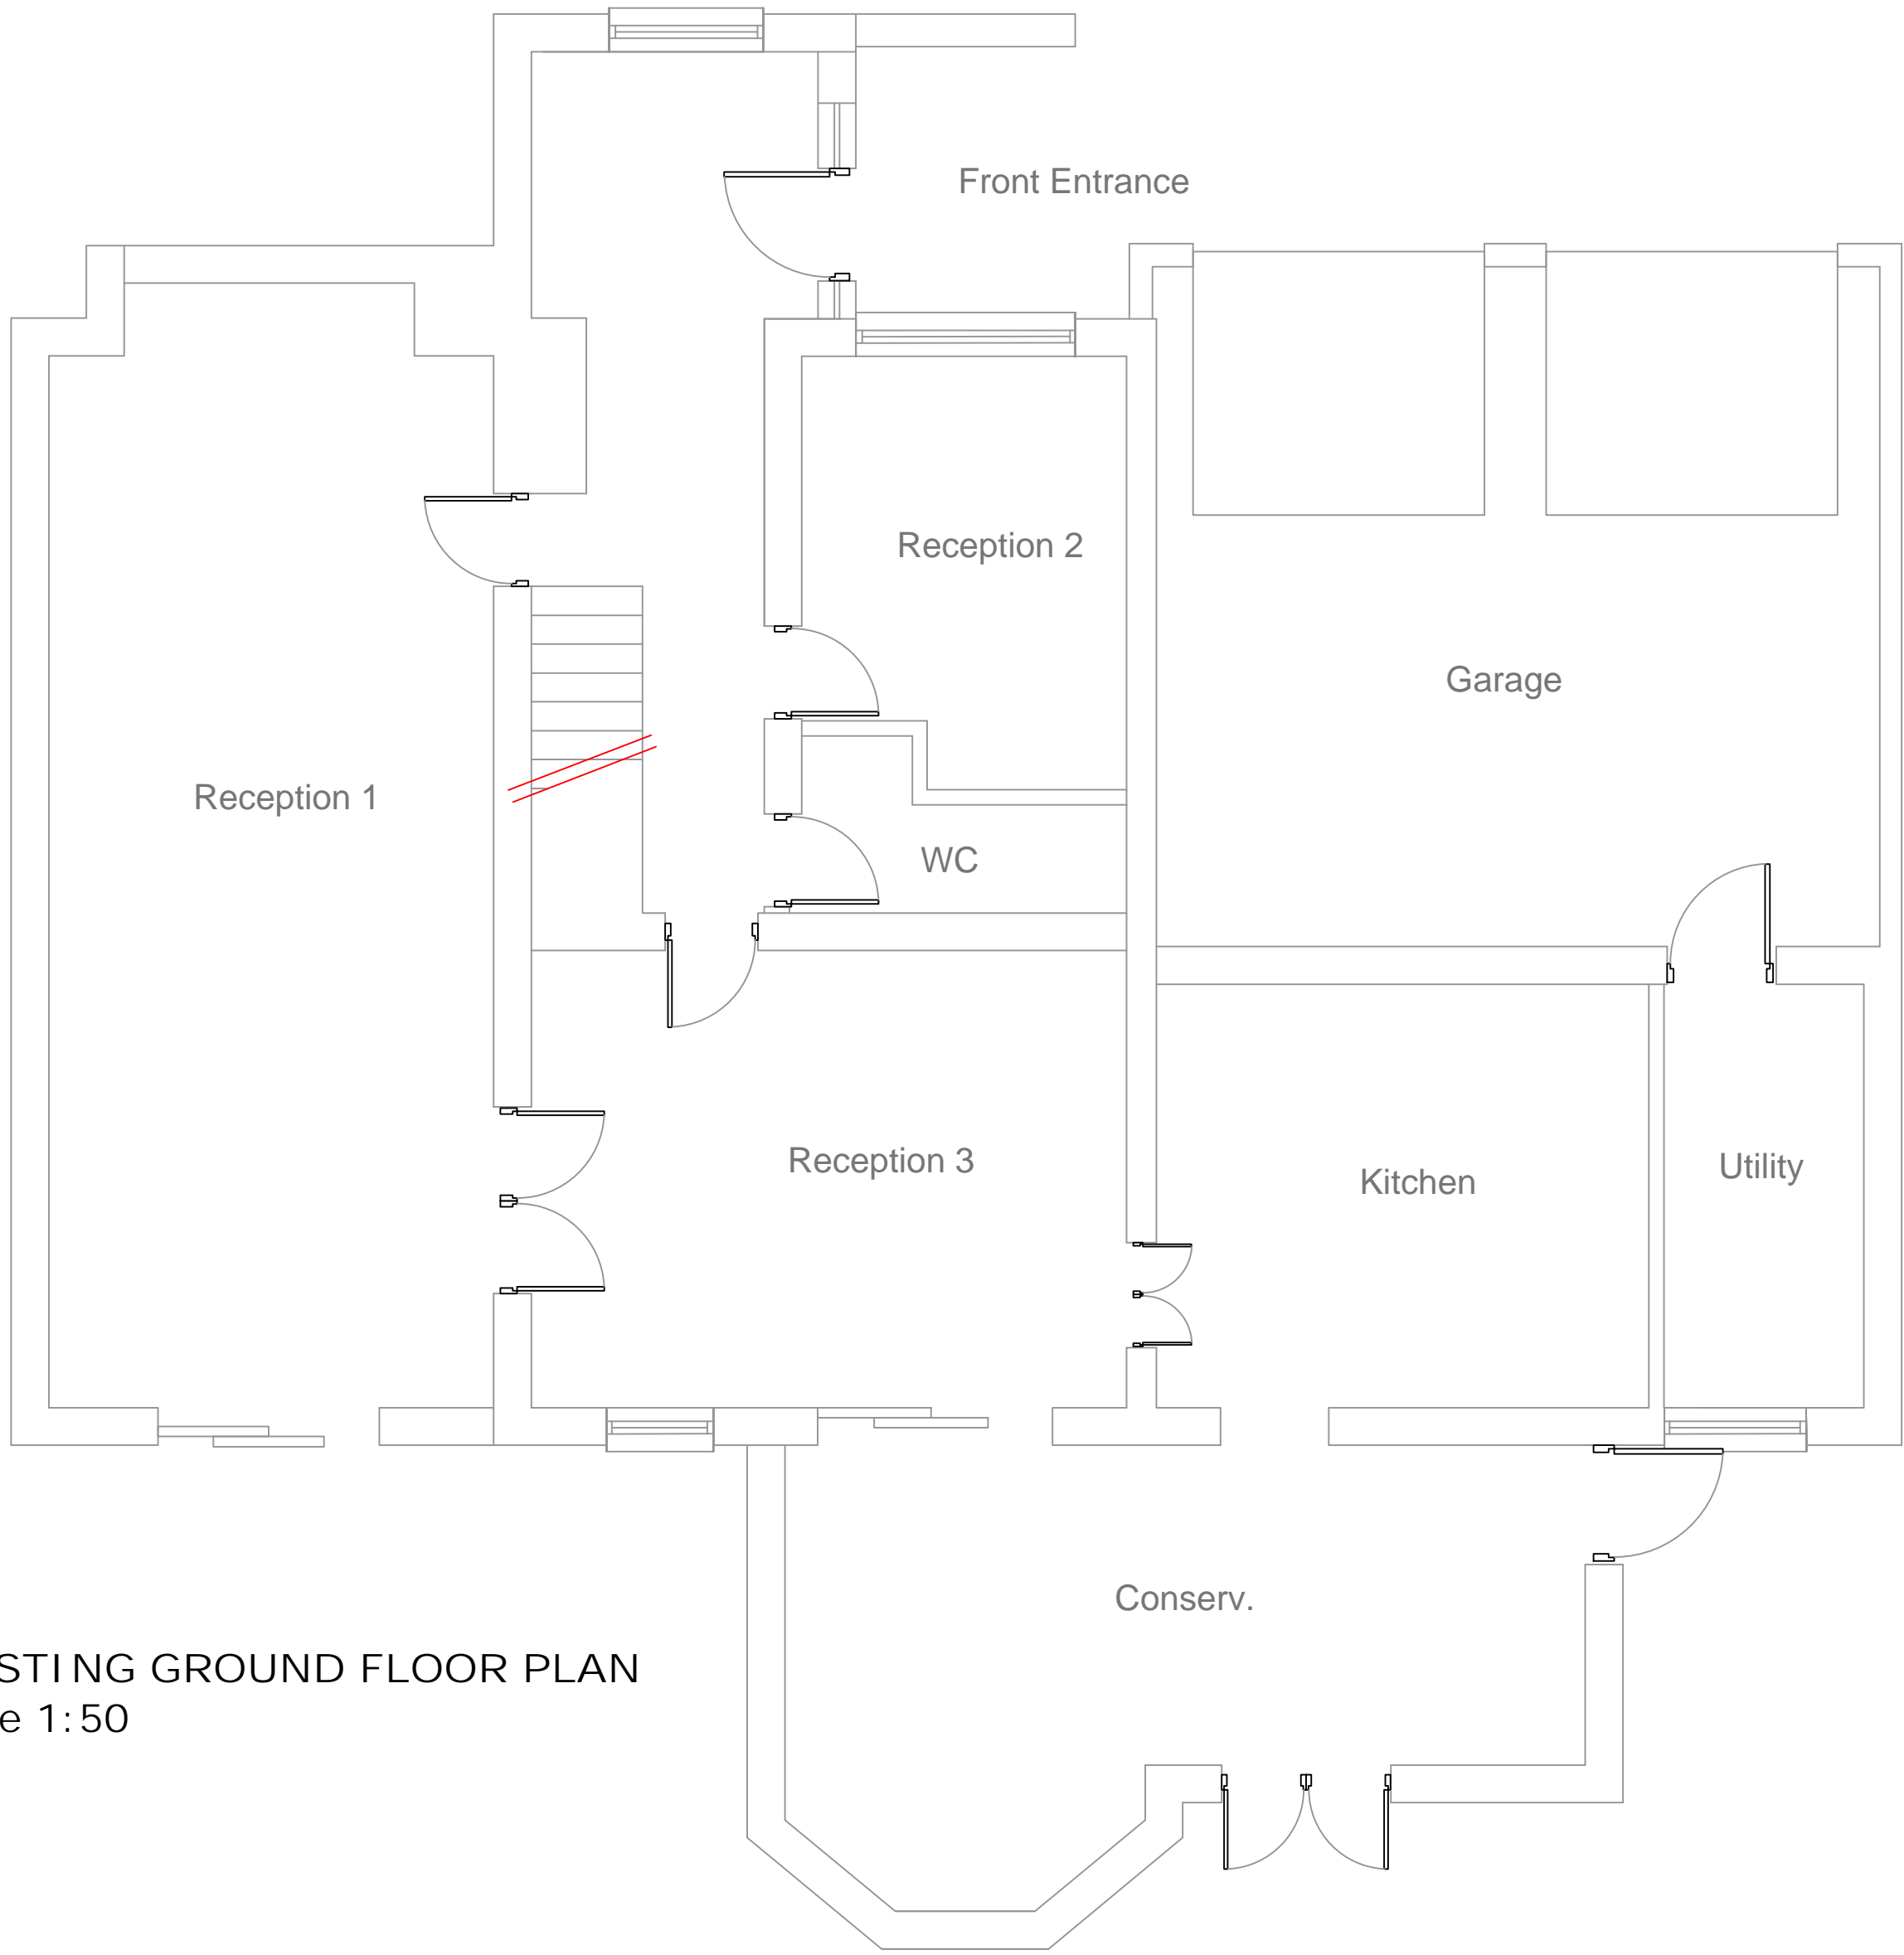 Front Entrance
Reception 2
Garage
Reception 1
WC
Reception 3
Utility
Kitchen
Conserv.
STING GROUND FLOOR PLAN
e 1:50